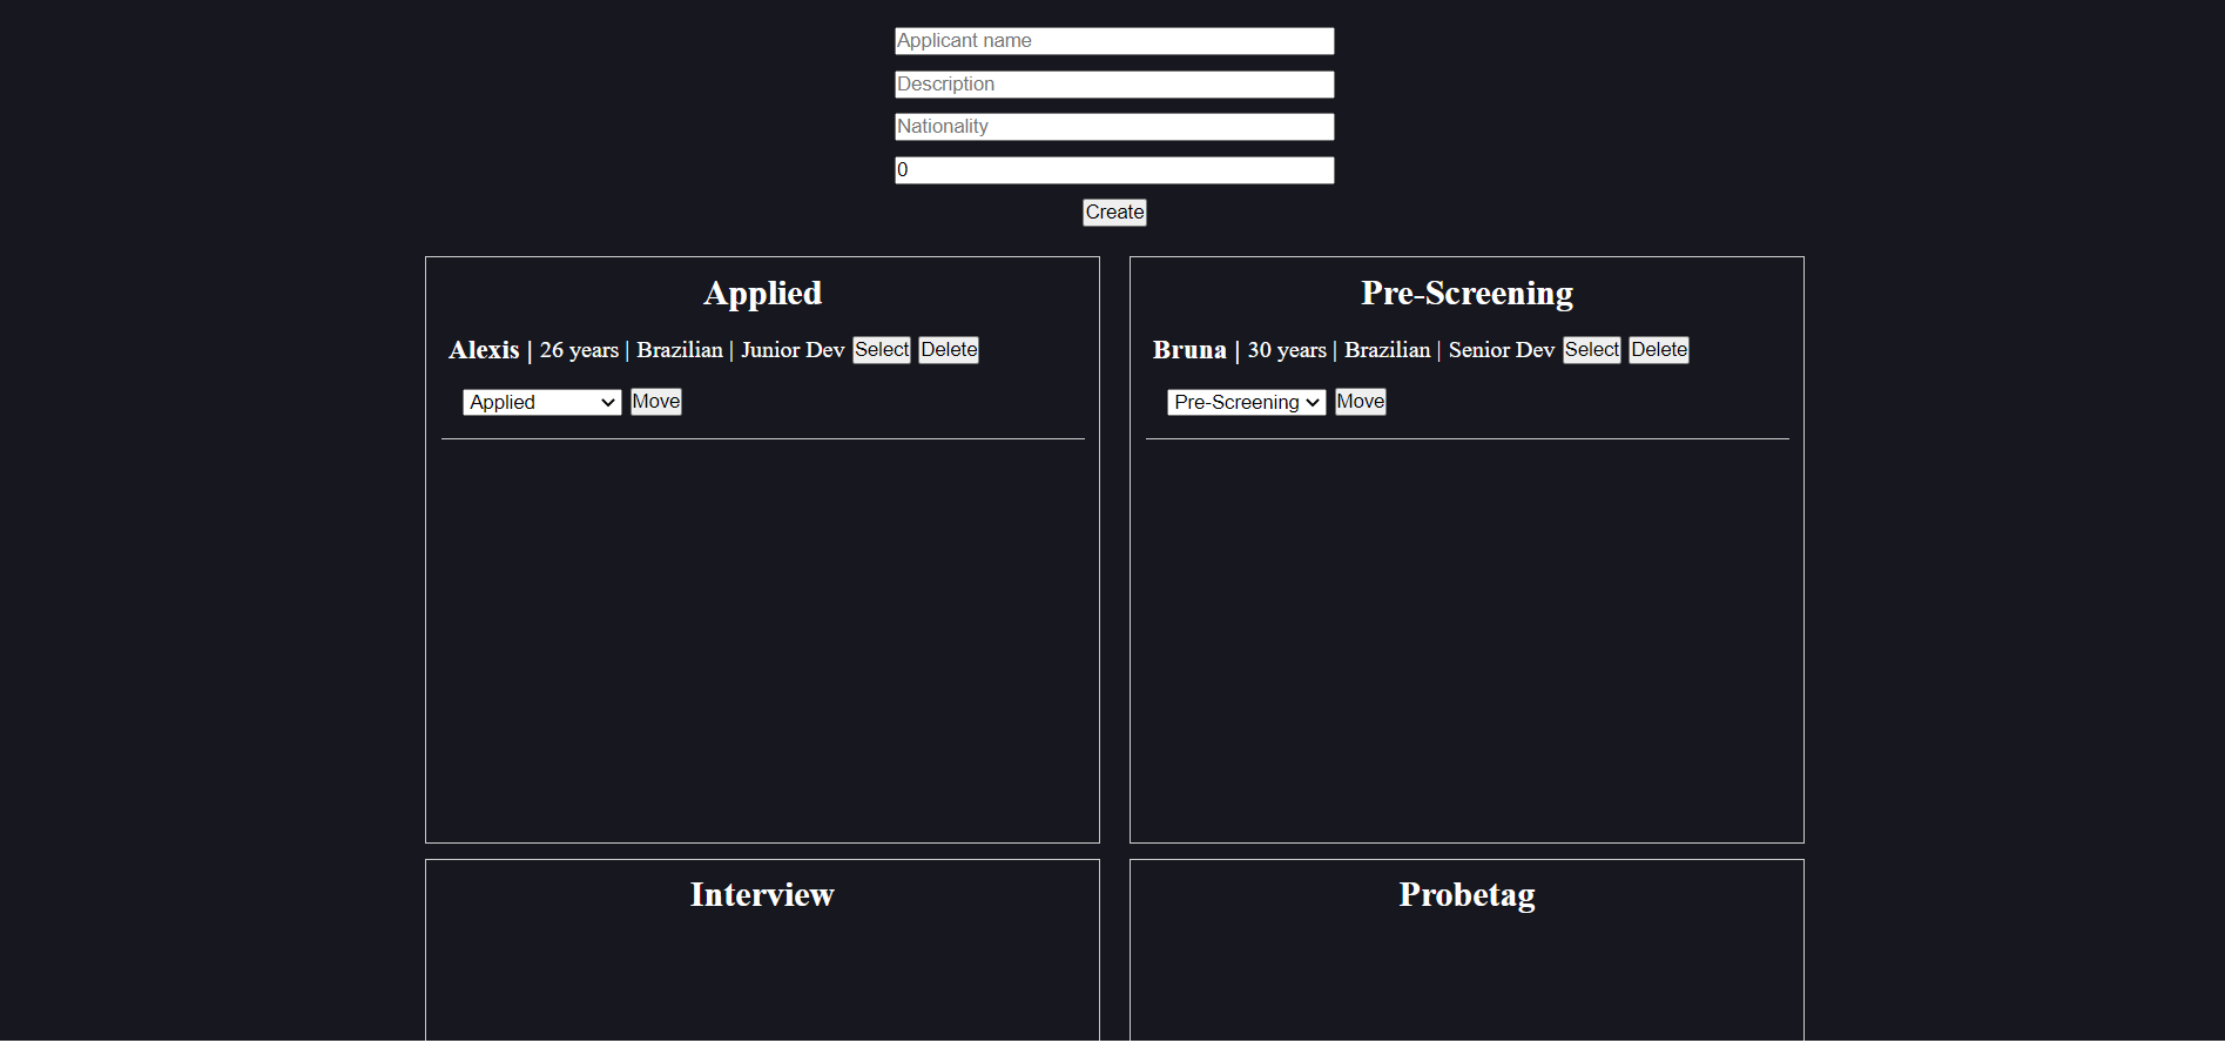 Applicant name
Description
Nationality
0
Create
Applied
Alexis | 26 years | Brazilian | Junior Dev Select Delete
Applied Move
Pre-Screening
Bruna | 30 years | Brazilian | Senior Dev Select Delete
Pre-Screening Move
Interview
Probetag